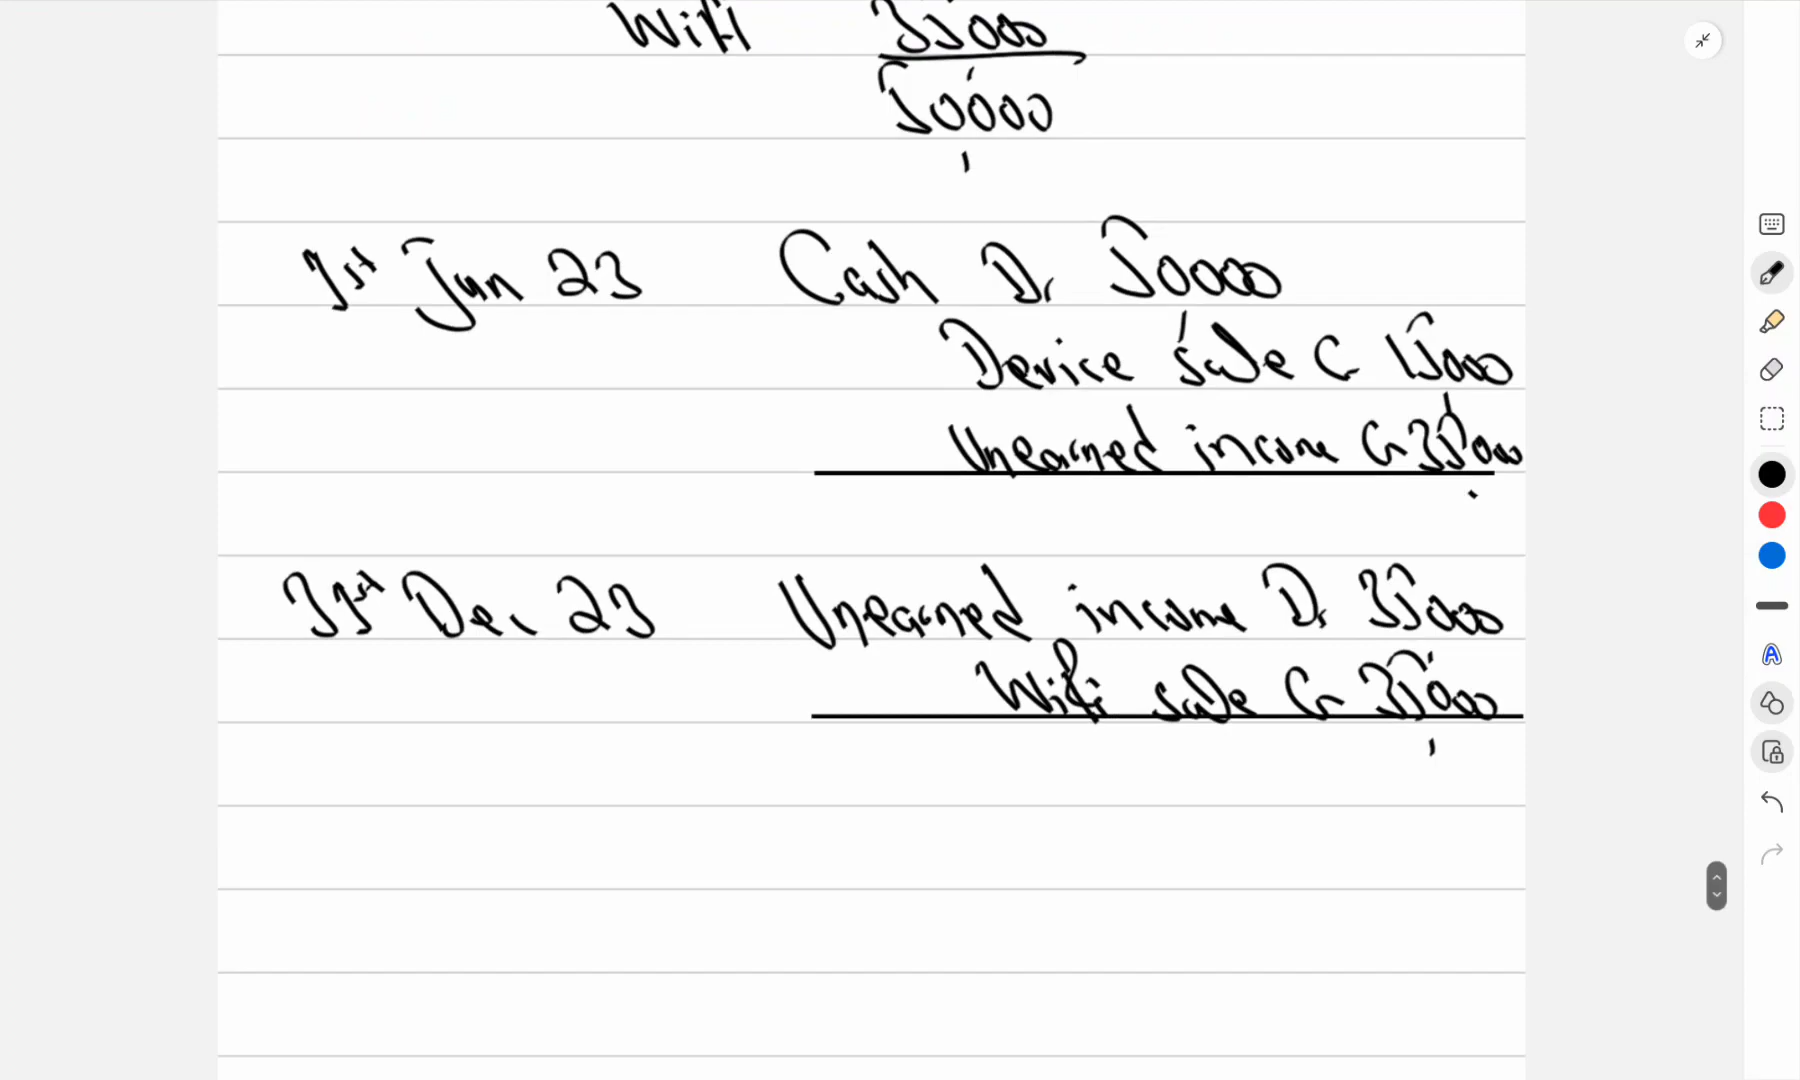 Wifi 35000
50000
1st Jun 23 Cash Dr 50000
Device sale Cr 15000
Unearned income Cr 35000
31st Dec 23 Unearned income Dr 35000
Wifi sale Cr 35000
A